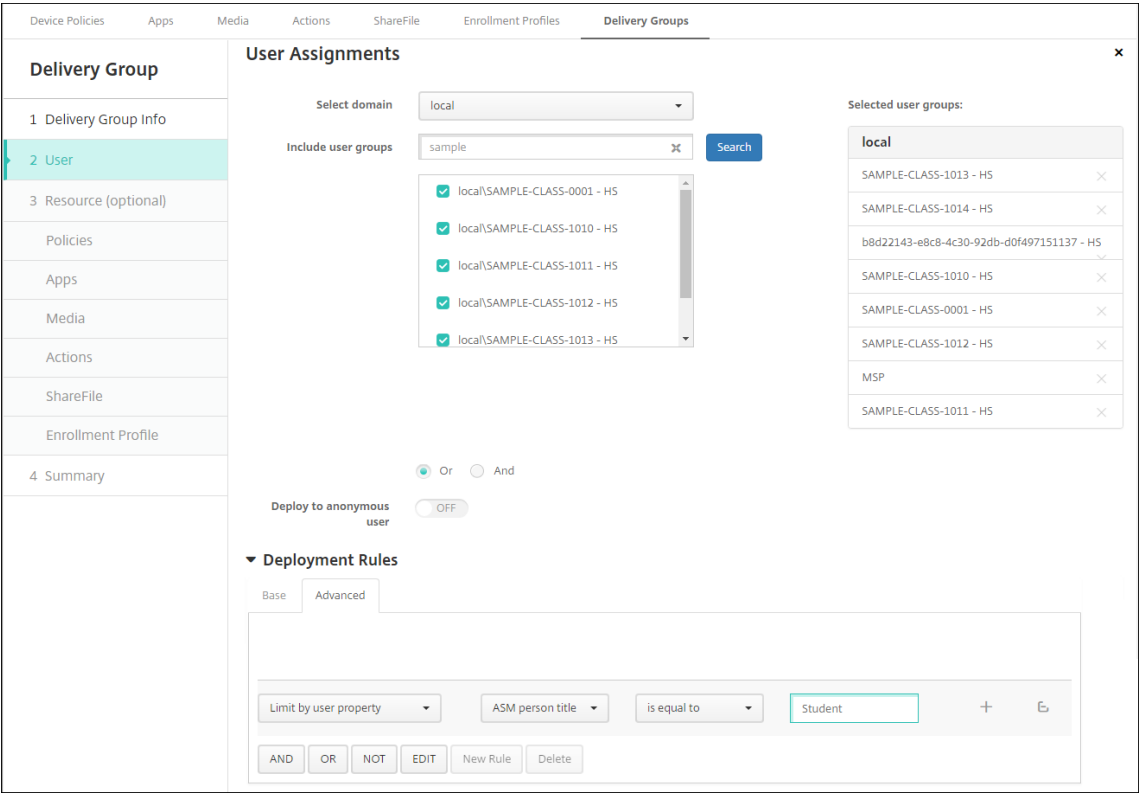 Device Policies Apps Media Actions ShareFile Enrollment Profiles Delivery Groups
Delivery Group
1 Delivery Group Info
2 User
3 Resource (optional)
Policies
Apps
Media
Actions
ShareFile
Enrollment Profile
4 Summary
User Assignments
Select domain local
Include user groups sample Search
local\SAMPLE-CLASS-0001 - HS
local\SAMPLE-CLASS-1010 - HS
local\SAMPLE-CLASS-1011 - HS
local\SAMPLE-CLASS-1012 - HS
local\SAMPLE-CLASS-1013 - HS
Selected user groups:
local
SAMPLE-CLASS-1013 - HS
SAMPLE-CLASS-1014 - HS
b8d22143-e8c8-4c30-92db-d0f497151137 - HS
SAMPLE-CLASS-1010 - HS
SAMPLE-CLASS-0001 - HS
SAMPLE-CLASS-1012 - HS
MSP
SAMPLE-CLASS-1011 - HS
Or And
Deploy to anonymous
user
OFF
Deployment Rules
Base Advanced
Limit by user property ASM person title is equal to Student
AND OR NOT EDIT New Rule Delete